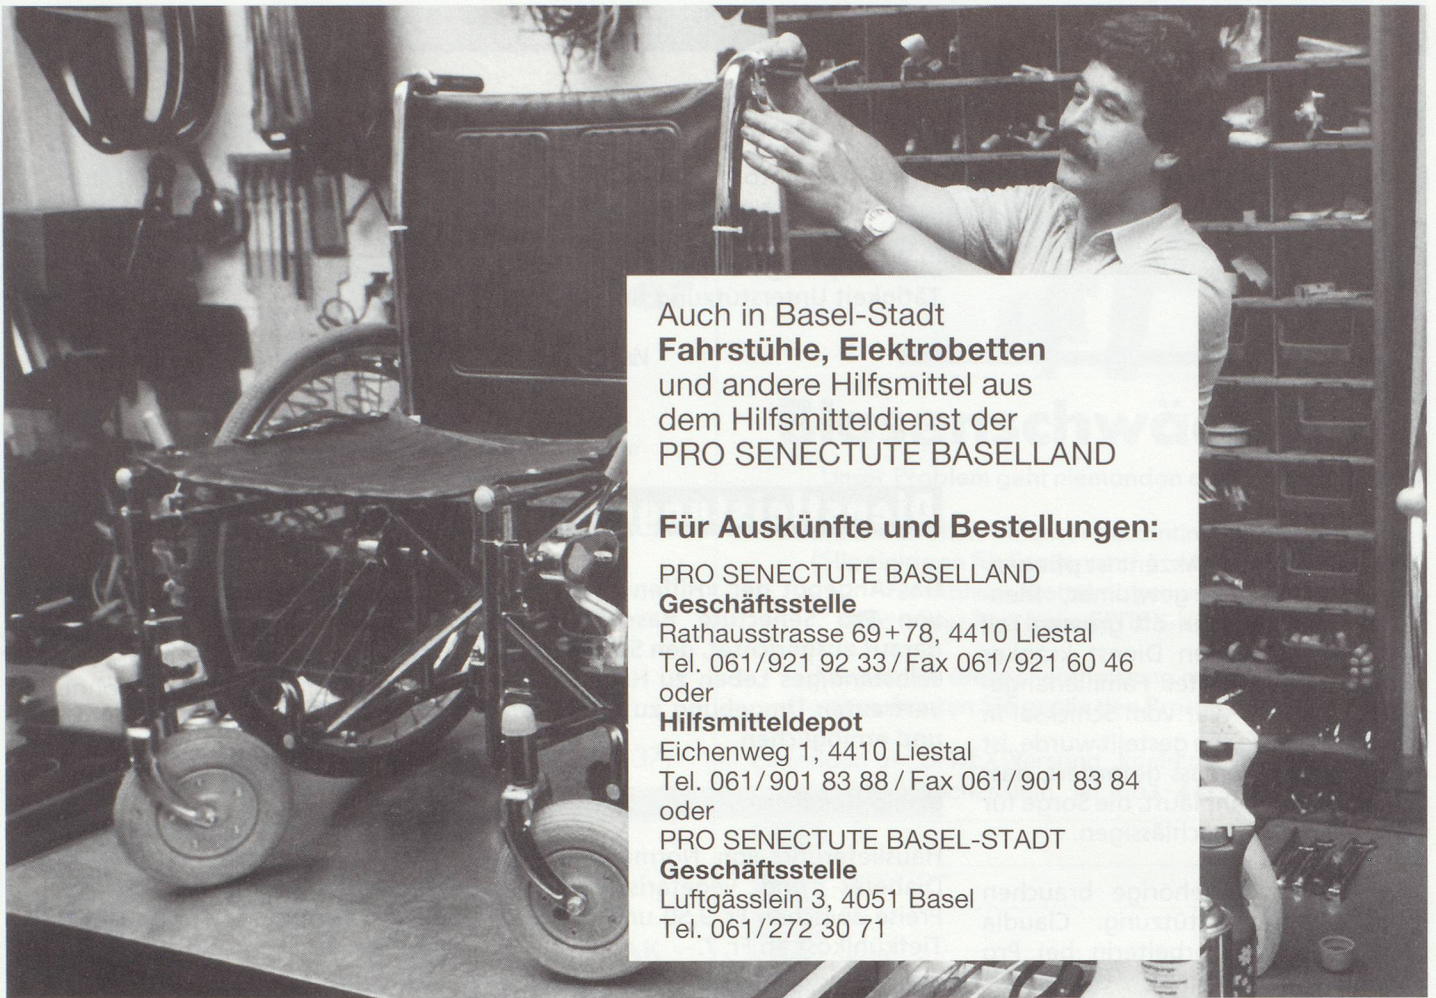 Auch in Basel-Stadt
Fahrstühle, Elektrobetten
und andere Hilfsmittel aus
dem Hilfsmitteldienst der
PRO SENECTUTE BASELLAND
Für Auskünfte und Bestellungen:
PRO SENECTUTE BASELLAND
Geschäftsstelle
Rathausstrasse 69+78, 4410 Liestal
Tel. 061/921 92 33/Fax 061/921 60 46
oder
Hilfsmitteldepot
Eichenweg 1, 4410 Liestal
Tel. 061/901 83 88/Fax 061/901 83 84
oder
PRO SENECTUTE BASEL-STADT
Geschäftsstelle
Luftgässlein 3, 4051 Basel
Tel. 061/272 30 71